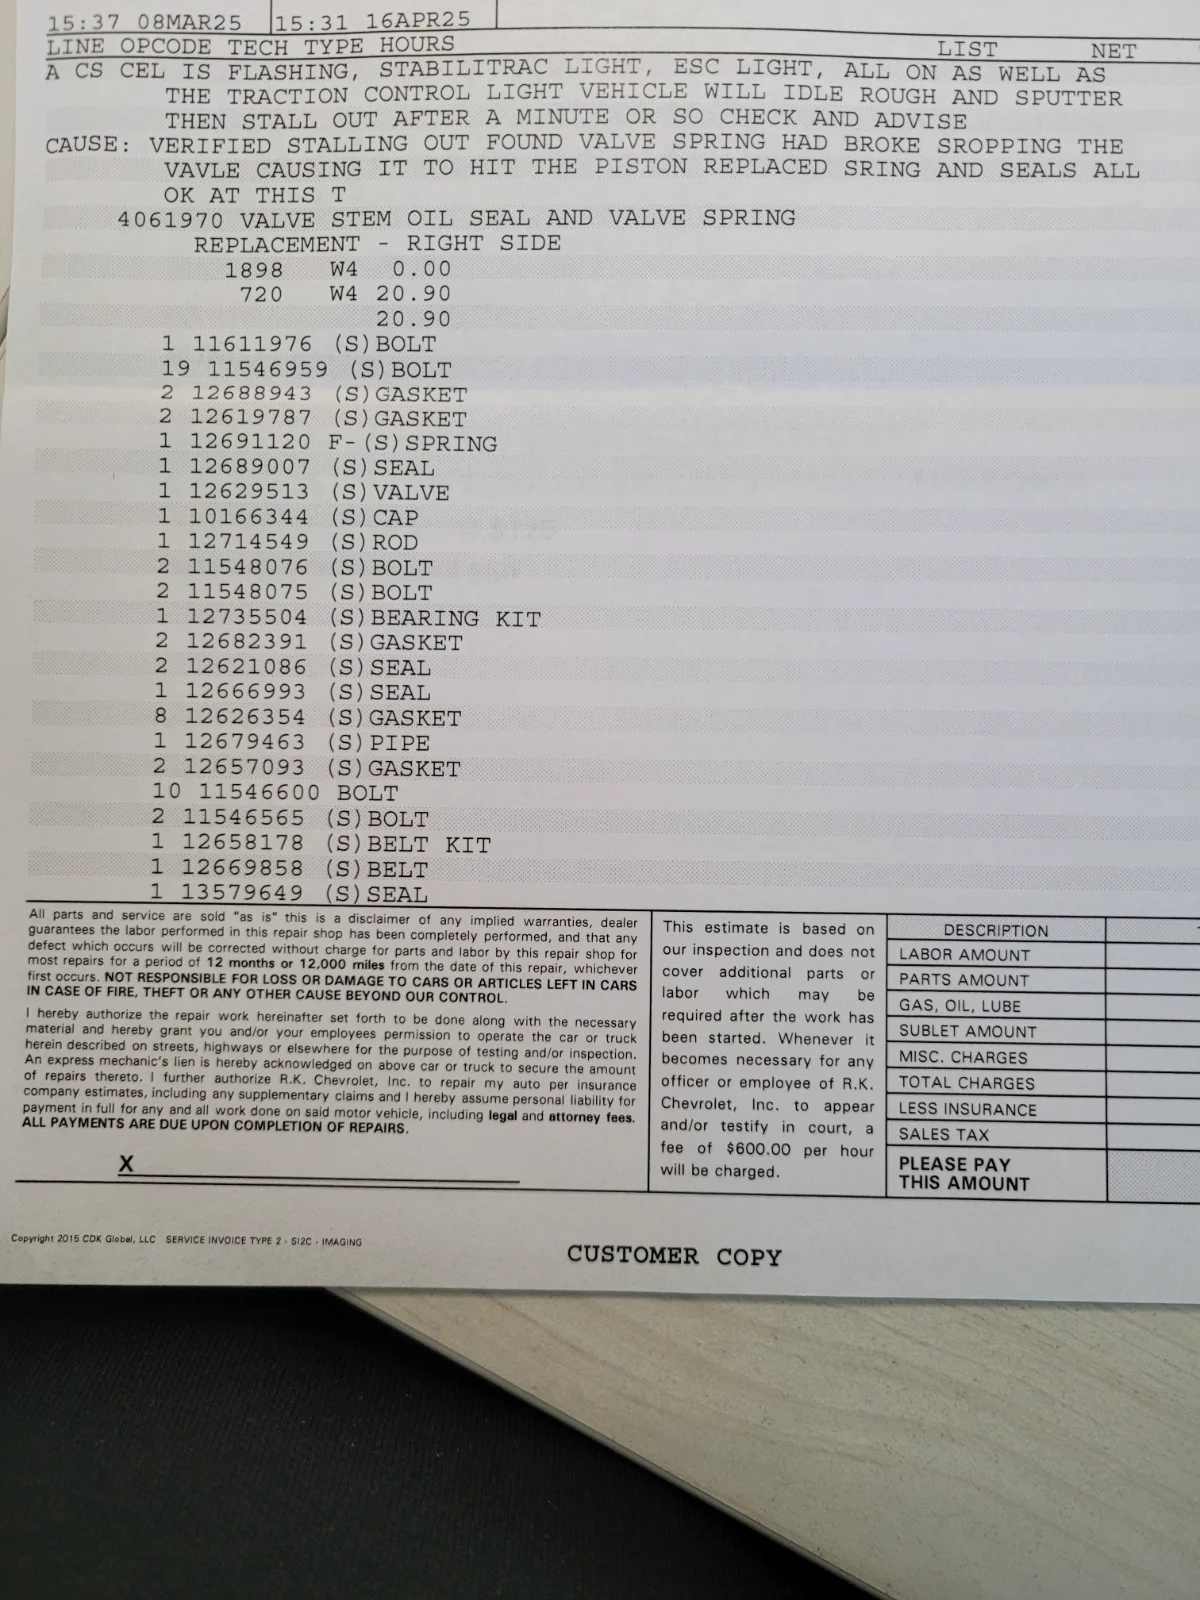 15:37 08MAR25 15:31 16APR25
LINE OPCODE TECH TYPE HOURS LIST NET
A CS CEL IS FLASHING, STABILITRAC LIGHT, ESC LIGHT, ALL ON AS WELL AS
THE TRACTION CONTROL LIGHT VEHICLE WILL IDLE ROUGH AND SPUTTER
THEN STALL OUT AFTER A MINUTE OR SO CHECK AND ADVISE
CAUSE: VERIFIED STALLING OUT FOUND VALVE SPRING HAD BROKE SROPPING THE
VAVLE CAUSING IT TO HIT THE PISTON REPLACED SRING AND SEALS ALL
OK AT THIS T
4061970 VALVE STEM OIL SEAL AND VALVE SPRING
REPLACEMENT - RIGHT SIDE
1898 W4 0.00
720 W4 20.90
20.90
1 11611976 (S)BOLT
19 11546959 (S)BOLT
2 12688943 (S)GASKET
2 12619787 (S)GASKET
1 12691120 F-(S)SPRING
1 12689007 (S)SEAL
1 12629513 (S)VALVE
1 10166344 (S)CAP
1 12714549 (S)ROD
2 11548076 (S)BOLT
2 11548075 (S)BOLT
1 12735504 (S)BEARING KIT
2 12682391 (S)GASKET
2 12621086 (S)SEAL
1 12666993 (S)SEAL
8 12626354 (S)GASKET
1 12679463 (S)PIPE
2 12657093 (S)GASKET
10 11546600 BOLT
2 11546565 (S)BOLT
1 12658178 (S)BELT KIT
1 12669858 (S)BELT
1 13579649 (S)SEAL
All parts and service are sold "as is" this is a disclaimer of any implied warranties, dealer
guarantees the labor performed in this repair shop has been completely performed, and that any
defect which occurs will be corrected without charge for parts and labor by this repair shop for
most repairs for a period of 12 months or 12,000 miles from the date of this repair, whichever
first occurs. NOT RESPONSIBLE FOR LOSS OR DAMAGE TO CARS OR ARTICLES LEFT IN CARS
IN CASE OF FIRE, THEFT OR ANY OTHER CAUSE BEYOND OUR CONTROL.
I hereby authorize the repair work hereinafter set forth to be done along with the necessary
material and hereby grant you and/or your employees permission to operate the car or truck
herein described on streets, highways or elsewhere for the purpose of testing and/or inspection.
An express mechanic's lien is hereby acknowledged on above car or truck to secure the amount
of repairs thereto. I further authorize R.K. Chevrolet, Inc. to repair my auto per insurance
company estimates, including any supplementary claims and I hereby assume personal liability for
payment in full for any and all work done on said motor vehicle, including legal and attorney fees.
ALL PAYMENTS ARE DUE UPON COMPLETION OF REPAIRS.
X
This estimate is based on
our inspection and does not
cover additional parts or
labor which may be
required after the work has
been started. Whenever it
becomes necessary for any
officer or employee of R.K.
Chevrolet, Inc. to appear
and/or testify in court, a
fee of $600.00 per hour
will be charged.
DESCRIPTION
LABOR AMOUNT
PARTS AMOUNT
GAS, OIL, LUBE
SUBLET AMOUNT
MISC. CHARGES
TOTAL CHARGES
LESS INSURANCE
SALES TAX
PLEASE PAY
THIS AMOUNT
Copyright 2015 CDK Global, LLC SERVICE INVOICE TYPE 2 - SI2C - IMAGING
CUSTOMER COPY